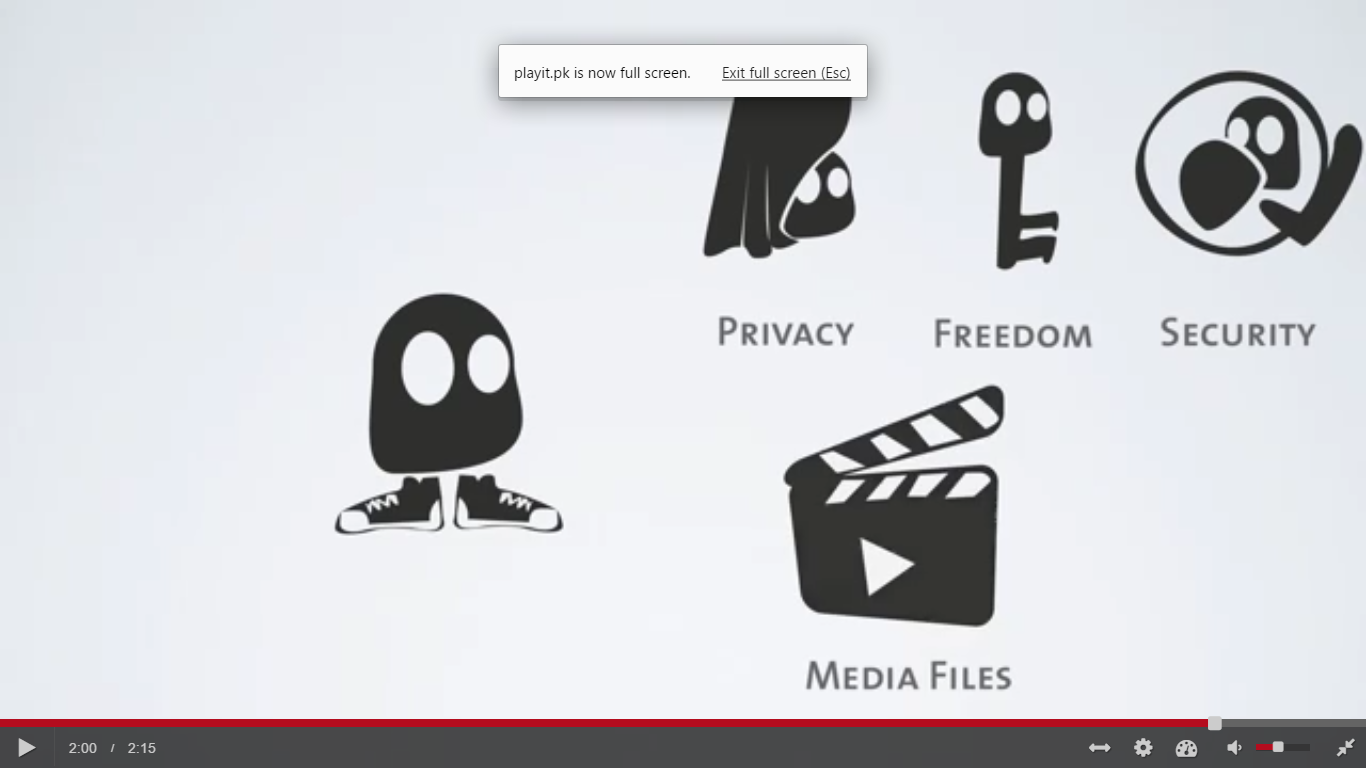 playit.pk is now full screen. Exit full screen (Esc)
PRIVACY FREEDOM SECURITY
MEDIA FILES
2:00 / 2:15